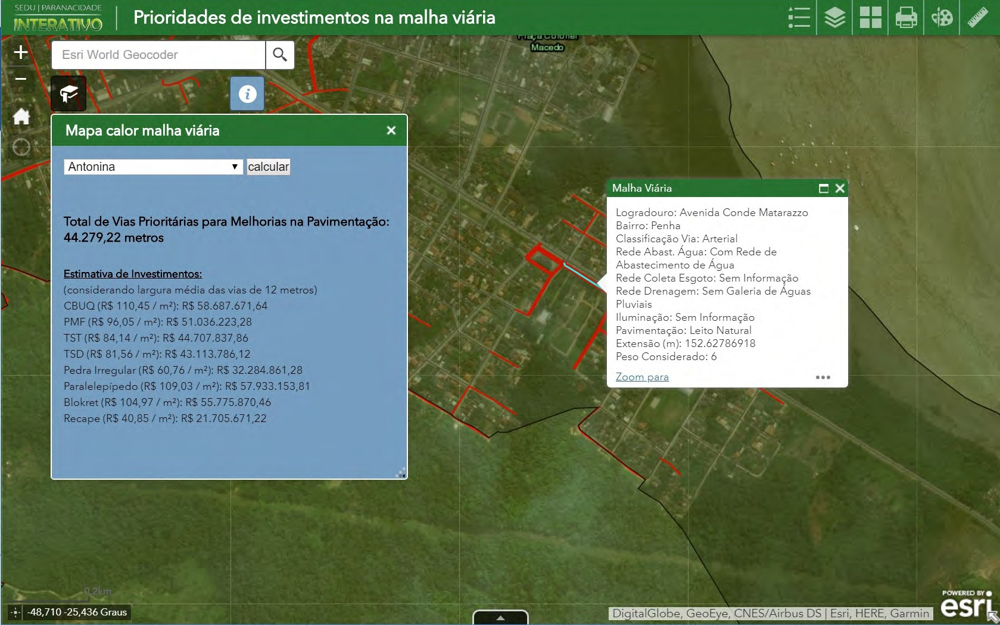 SEDU | PARANACIDADE
INTERATIVO
Prioridades de investimentos na malha viária
Esri World Geocoder
Praça Coronel
Macedo
Mapa calor malha viária
Antonina
calcular
Total de Vias Prioritárias para Melhorias na Pavimentação:
44.279,22 metros
Estimativa de Investimentos:
(considerando largura média das vias de 12 metros)
CBUQ (R$ 110,45 / m²): R$ 58.687.671,64
PMF (R$ 96,05 / m²): R$ 51.036.223,28
TST (R$ 84,14 / m²): R$ 44.707.837,86
TSD (R$ 81,56 / m²): R$ 43.113.786,12
Pedra Irregular (R$ 60,76 / m²): R$ 32.284.861,28
Paralelepípedo (R$ 109,03 / m²): R$ 57.933.153,81
Blokret (R$ 104,97 / m²): R$ 55.775.870,46
Recape (R$ 40,85 / m²): R$ 21.705.671,22
Malha Viária
Logradouro: Avenida Conde Matarazzo
Bairro: Penha
Classificação Via: Arterial
Rede Abast. Água: Com Rede de
Abastecimento de Água
Rede Coleta Esgoto: Sem Informação
Rede Drenagem: Sem Galeria de Águas
Pluviais
Iluminação: Sem Informação
Pavimentação: Leito Natural
Extensão (m): 152.62786918
Peso Considerado: 6
Zoom para
0.2km
-48,710 -25,436 Graus
DigitalGlobe, GeoEye, CNES/Airbus DS | Esri, HERE, Garmin
POWERED BY
esri